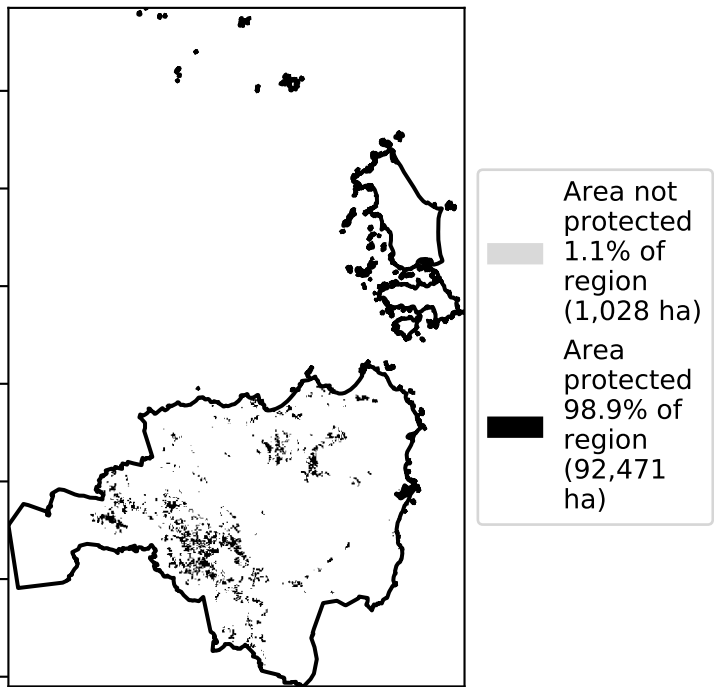 Area not
protected
1.1% of
region
(1,028 ha)
Area
protected
98.9% of
region
(92,471
ha)